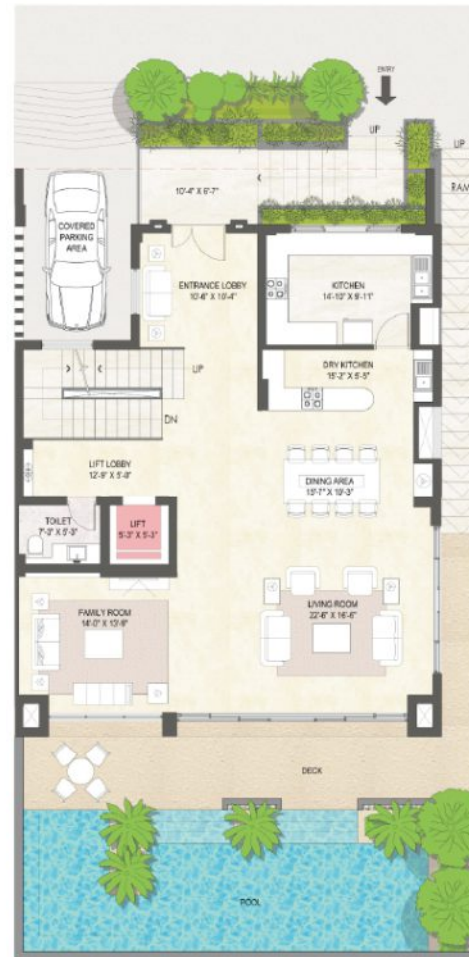 ENTRY
UP
UP
RAM
10'-4" X 6'-7"
COVERED
PARKING
AREA
ENTRANCE LOBBY
10'-6" X 10'-4"
KITCHEN
14'-10" X 9'-11"
UP
DRY KITCHEN
15'-2" X 5'-5"
DN
LIFT LOBBY
12'-9" X 5'-8"
DINING AREA
15'-7" X 10'-3"
TOILET
7'-3" X 5'-3"
LIFT
5'-3" X 5'-3"
FAMILY ROOM
14'-0" X 13'-9"
LIVING ROOM
22'-6" X 16'-6"
DECK
POOL